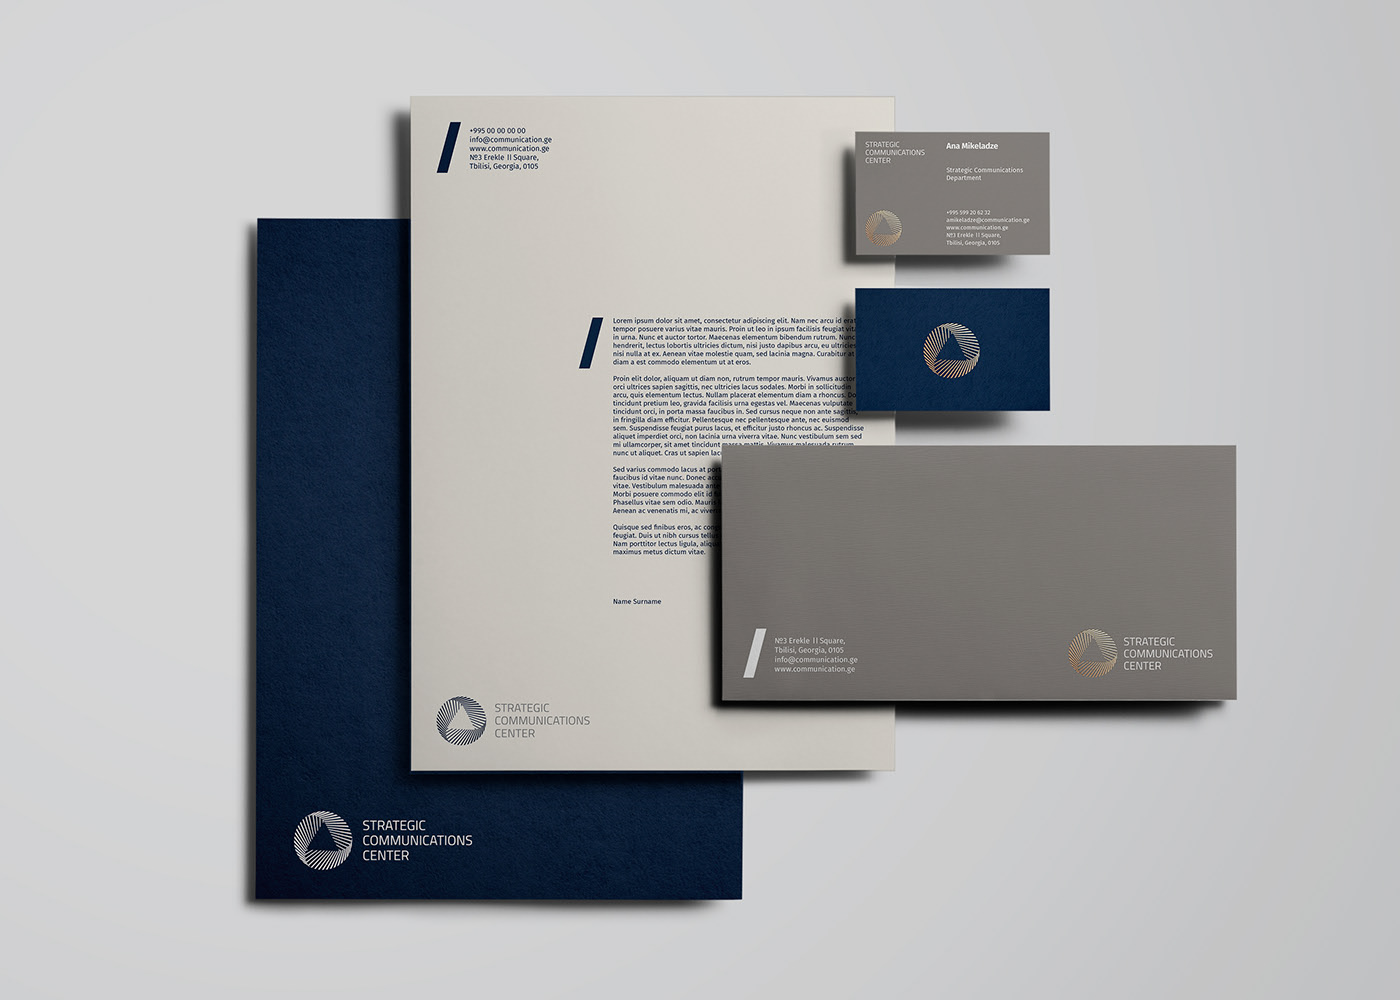 +995 00 00 00 00
info@communication.ge
www.communication.ge
№3 Erekle II Square,
Tbilisi, Georgia, 0105
Lorem ipsum dolor sit amet, consectetur adipiscing elit. Nam nec arcu id erat
tempor posuere varius vitae mauris. Proin ut leo in ipsum facilisis feugiat
in urna. Nunc et auctor tortor. Maecenas elementum bibendum rutrum. Nunc
hendrerit, lectus lobortis ultricies dictum, nisi justo dapibus arcu, eu ultricies
nisi nulla at ex. Aenean vitae molestie quam, sed lacinia magna. Curabitur at
diam a est commodo elementum ut at eros.
Proin elit dolor, aliquam ut diam non, rutrum tempor mauris. Vivamus auctor
orci ultrices sapien sagittis, nec ultricies lacus sodales. Morbi in sollicitudin
arcu, quis elementum lectus. Nullam placerat elementum diam a rhoncus.
tincidunt pretium leo, gravida facilisis urna egestas vel. Maecenas vulputate
tincidunt orci, in porta massa faucibus in. Sed cursus neque non ante sagittis,
in fringilla diam efficitur. Pellentesque nec pellentesque ante, nec euismod
sem. Suspendisse feugiat purus lacus, et efficitur justo rhoncus ac. Suspendisse
aliquet imperdiet orci, non lacinia urna viverra vitae. Nunc vestibulum sem sed
mi ullamcorper, sit amet tincidunt massa mattis. Vivamus malesuada rutrum
nunc ut aliquet. Cras ut sapien
Sed varius commodo lacus at
faucibus id vitae nunc. Donec
vitae. Vestibulum malesuada
Morbi posuere commodo elit id
Phasellus vitae sem odio.
Aenean ac venenatis mi, ac
Quisque sed finibus eros, ac
feugiat. Duis ut nibh cursus
Nam porttitor lectus ligula,
maximus metus dictum vitae.
Name Surname
STRATEGIC
COMMUNICATIONS
CENTER
STRATEGIC
COMMUNICATIONS
CENTER
STRATEGIC
COMMUNICATIONS
CENTER
Ana Mikeladze
Strategic Communications
Department
+995 599 20 62 32
amikeladze@communication.ge
www.communication.ge
№3 Erekle II Square,
Tbilisi, Georgia, 0105
№3 Erekle II Square,
Tbilisi, Georgia, 0105
info@communication.ge
www.communication.ge
STRATEGIC
COMMUNICATIONS
CENTER